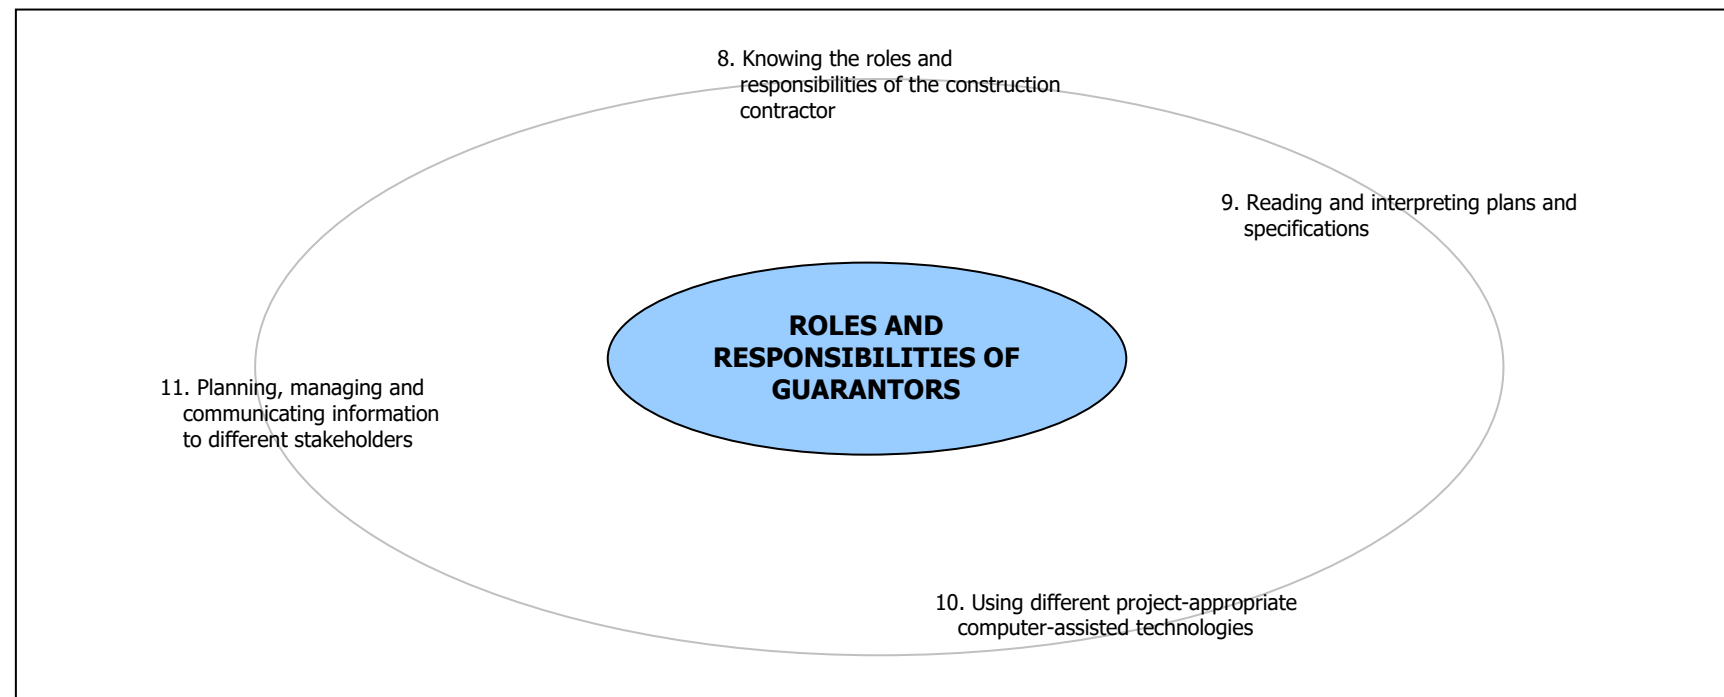 8. Knowing the roles and
responsibilities of the construction
contractor
9. Reading and interpreting plans and
specifications
ROLES AND
RESPONSIBILITIES OF
GUARANTORS
11. Planning, managing and
communicating information
to different stakeholders
10. Using different project-appropriate
computer-assisted technologies